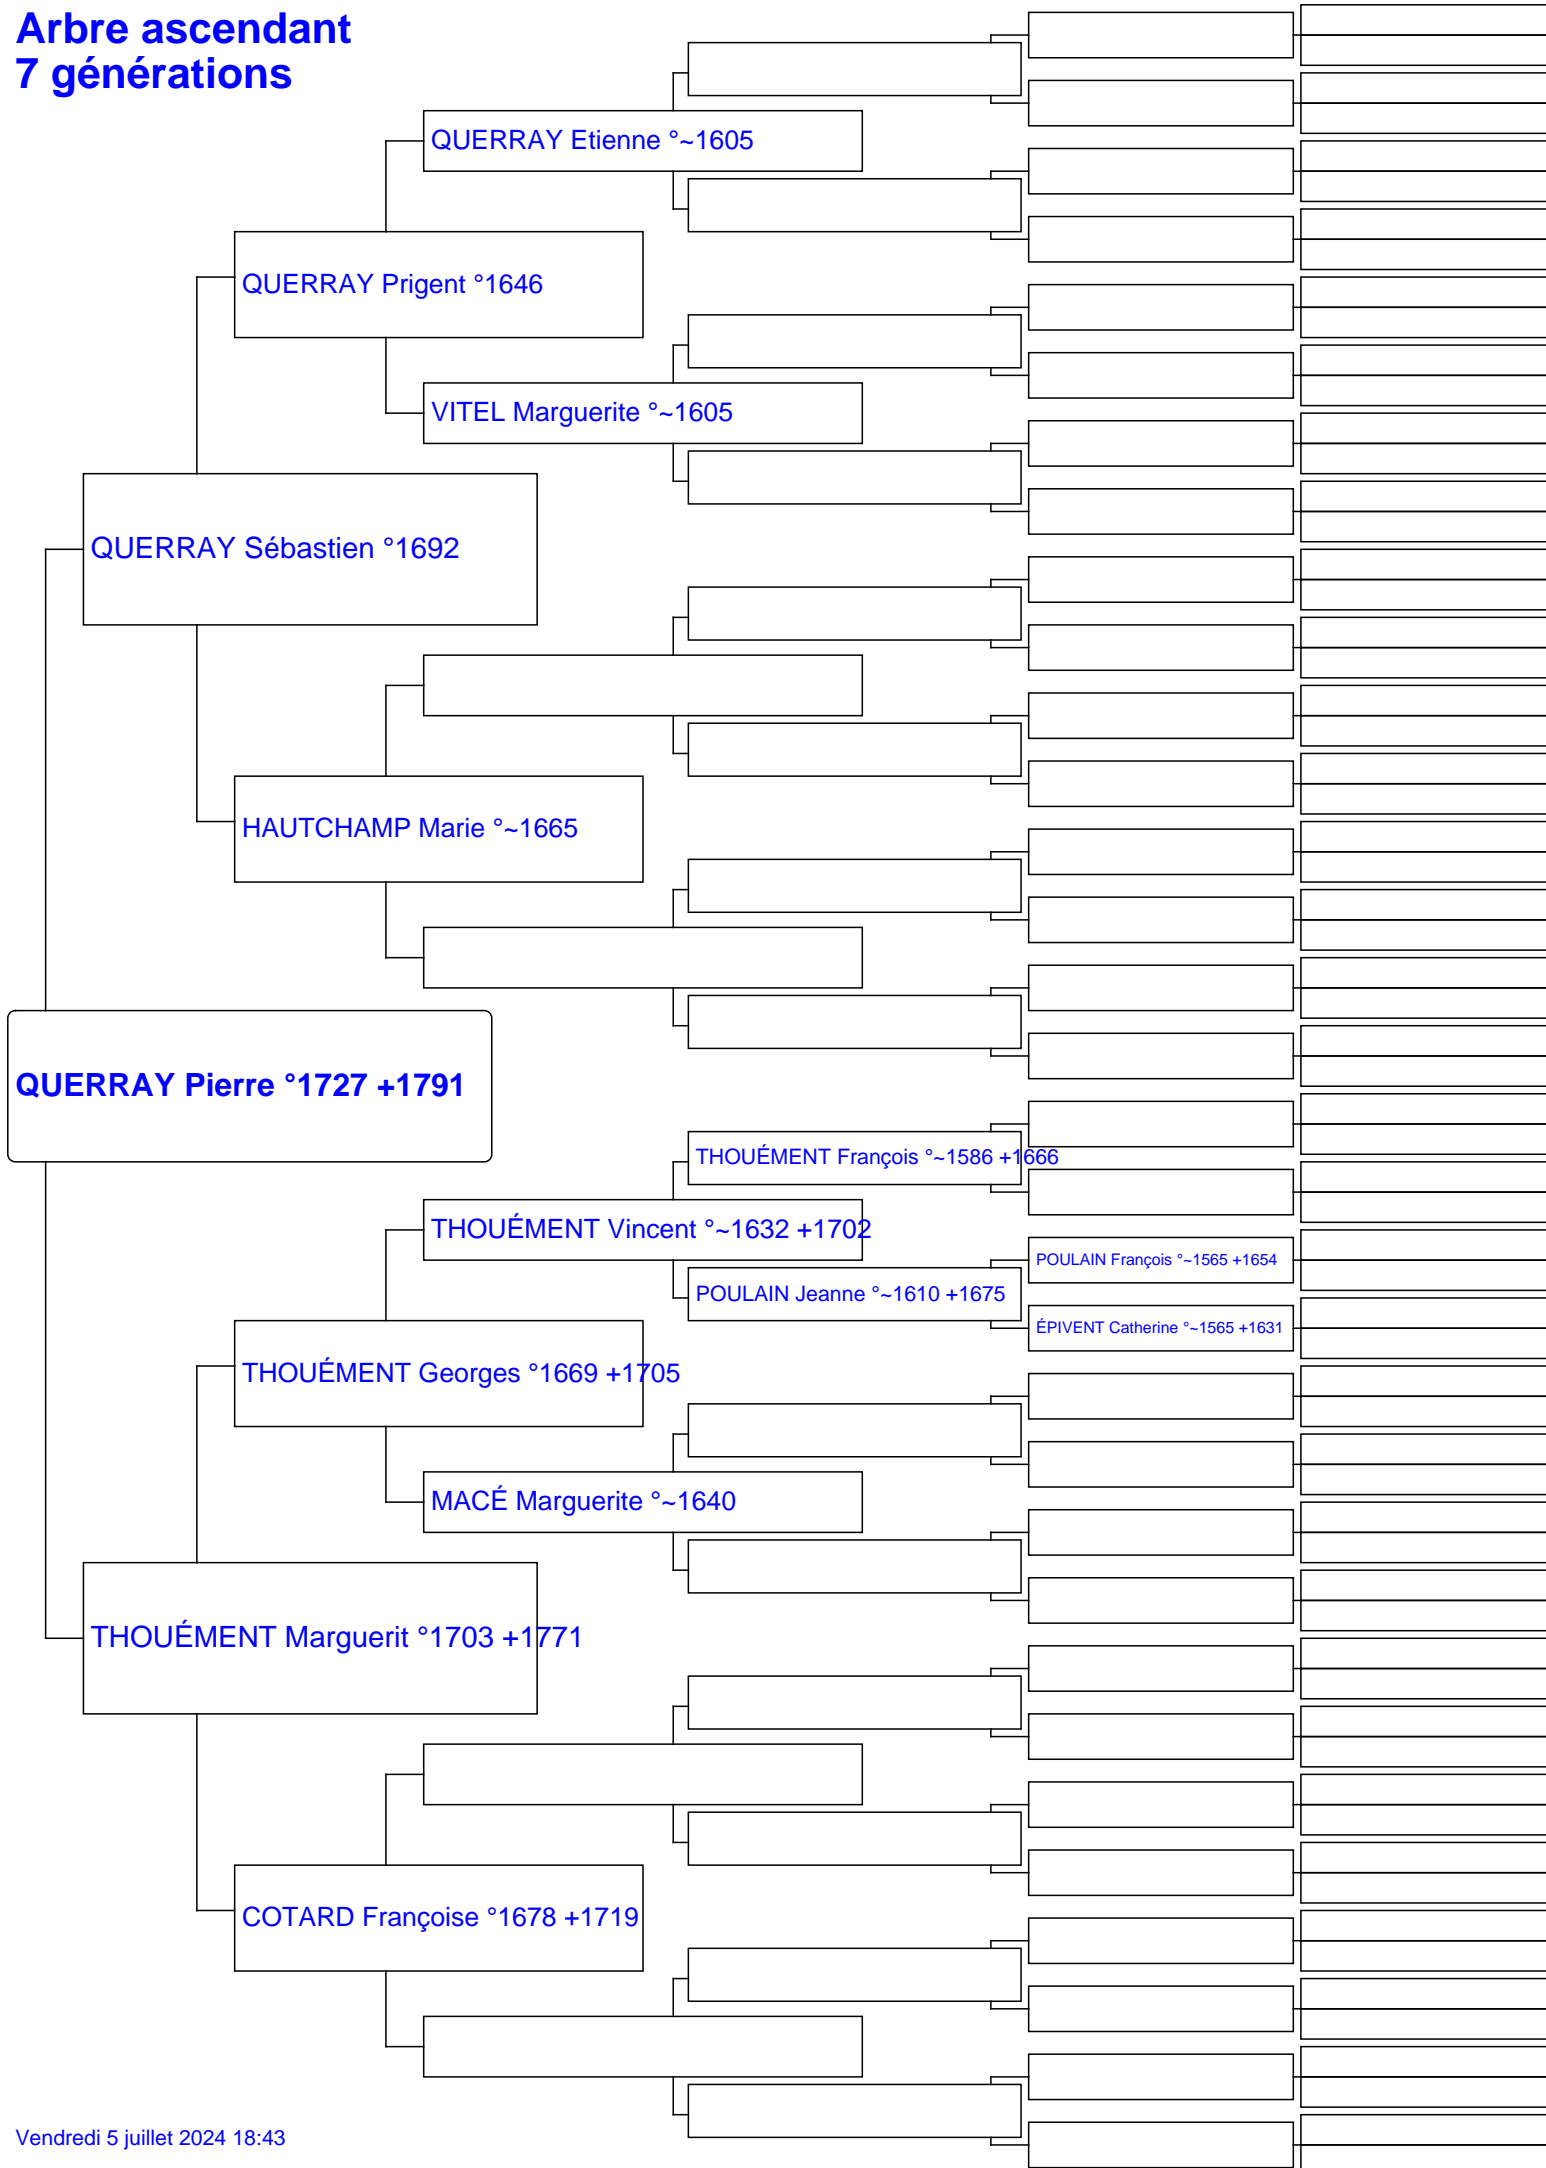 Arbre ascendant
7 générations
QUERRAY Etienne °~1605
QUERRAY Prigent °1646
VITEL Marguerite °~1605
QUERRAY Sébastien °1692
HAUTCHAMP Marie °~1665
QUERRAY Pierre °1727 +1791
THOUÉMENT François °~1586 +1666
THOUÉMENT Vincent °~1632 +1702
POULAIN François °~1565 +1654
POULAIN Jeanne °~1610 +1675
ÉPIVENT Catherine °~1565 +1631
THOUÉMENT Georges °1669 +1705
MACÉ Marguerite °~1640
THOUÉMENT Marguerit °1703 +1771
COTARD Françoise °1678 +1719
Vendredi 5 juillet 2024 18:43